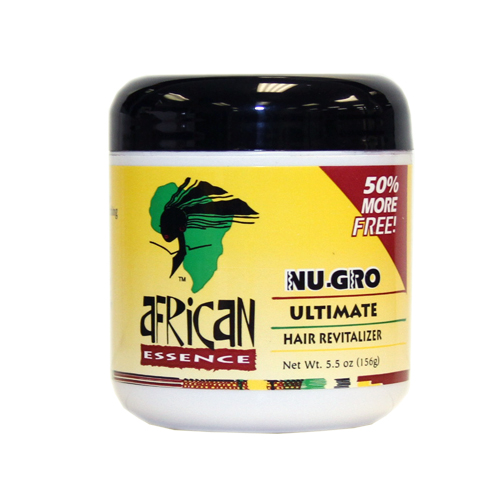 50%
MORE
FREE!
TM
NU-GRO
AFRICAN
ESSENCE
ULTIMATE
HAIR REVITALIZER
Net Wt. 5.5 oz (156g)